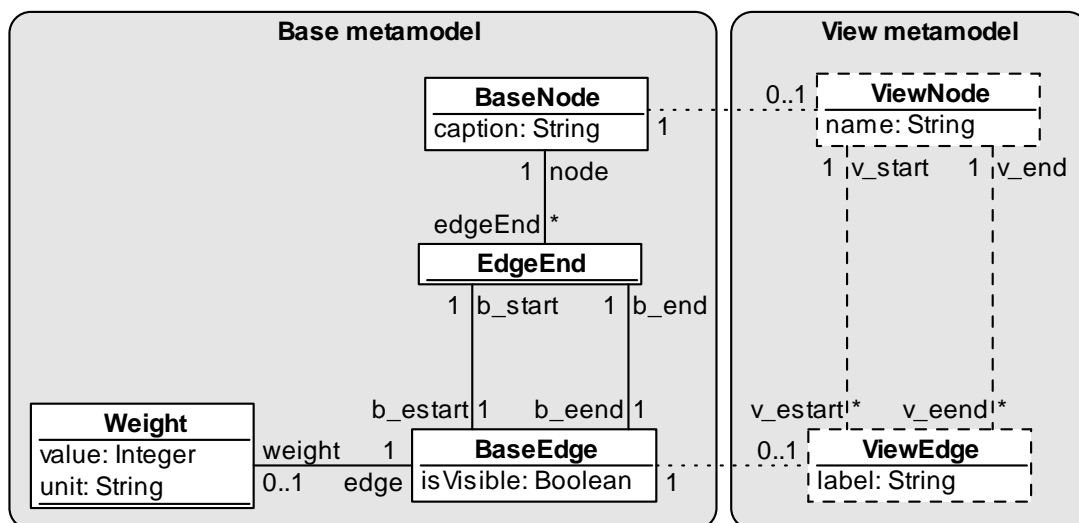 Base metamodel
View metamodel
BaseNode
caption: String
1
0..1
ViewNode
name: String
1 node
1 v_start
1 v_end
edgeEnd *
EdgeEnd
1 b_start
1 b_end
b_estart 1
b_eend 1
v_estart *
v_eend *
Weight
value: Integer
unit: String
weight
0..1
1
edge
BaseEdge
isVisible: Boolean
1
0..1
ViewEdge
label: String